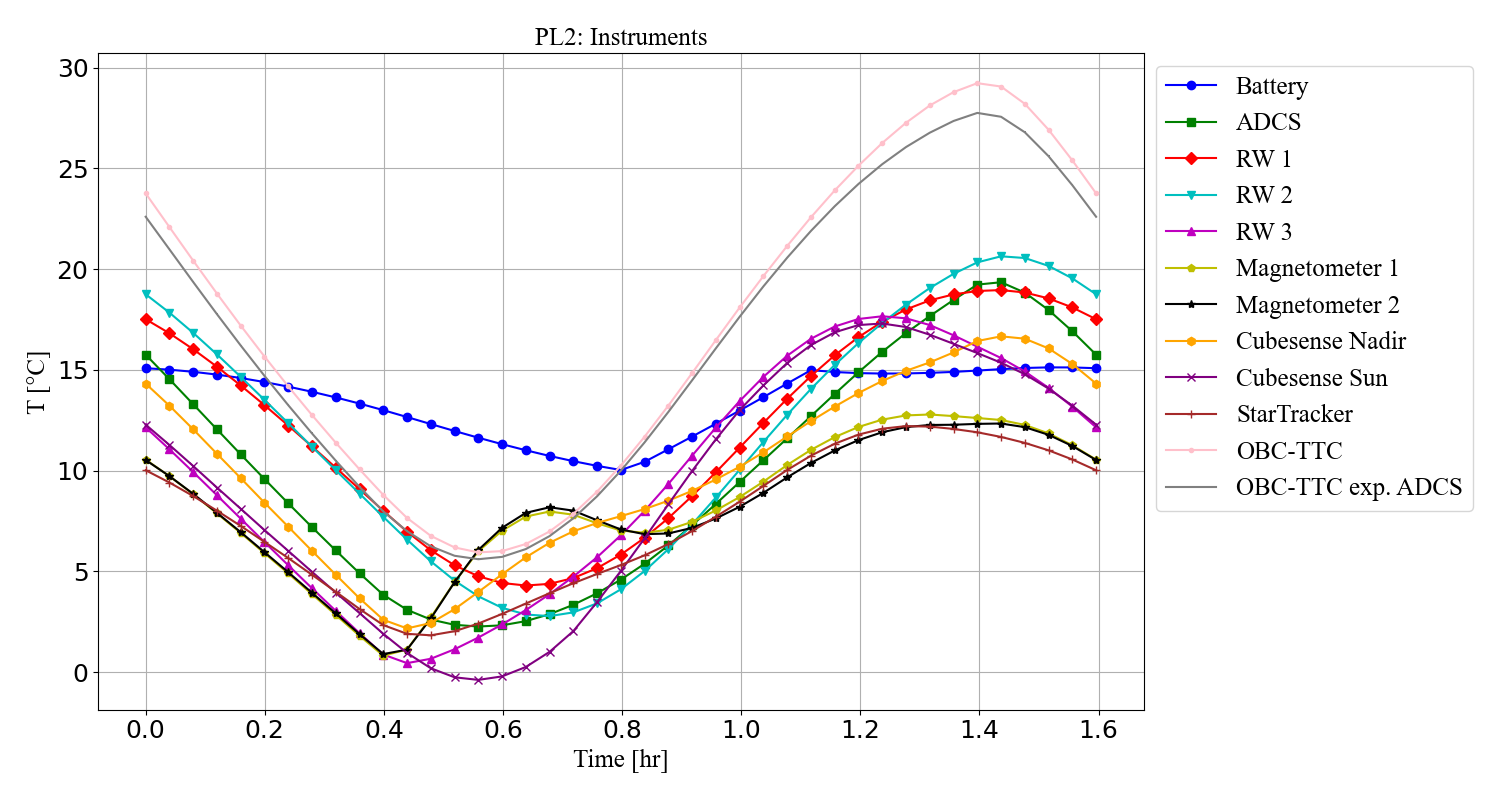 PL2: Instruments
T [°C]
30
25
20
15
10
5
0
0.0 0.2 0.4 0.6 0.8 1.0 1.2 1.4 1.6
Time [hr]
Battery
ADCS
RW 1
RW 2
RW 3
Magnetometer 1
Magnetometer 2
Cubesense Nadir
Cubesense Sun
StarTracker
OBC-TTC
OBC-TTC exp. ADCS